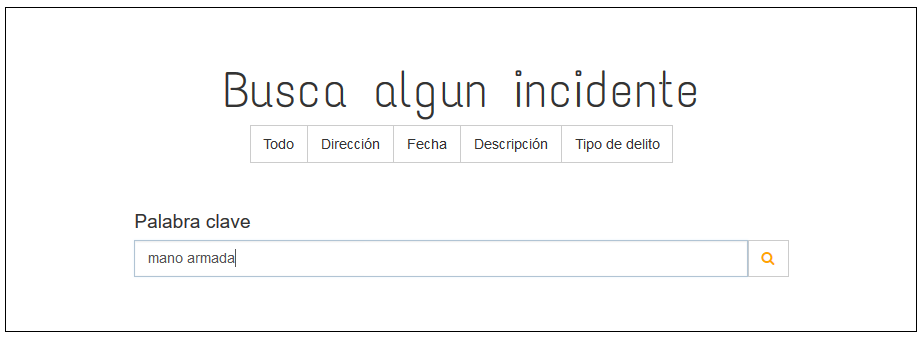 Busca algun incidente
Todo Dirección Fecha Descripción Tipo de delito
Palabra clave
mano armada